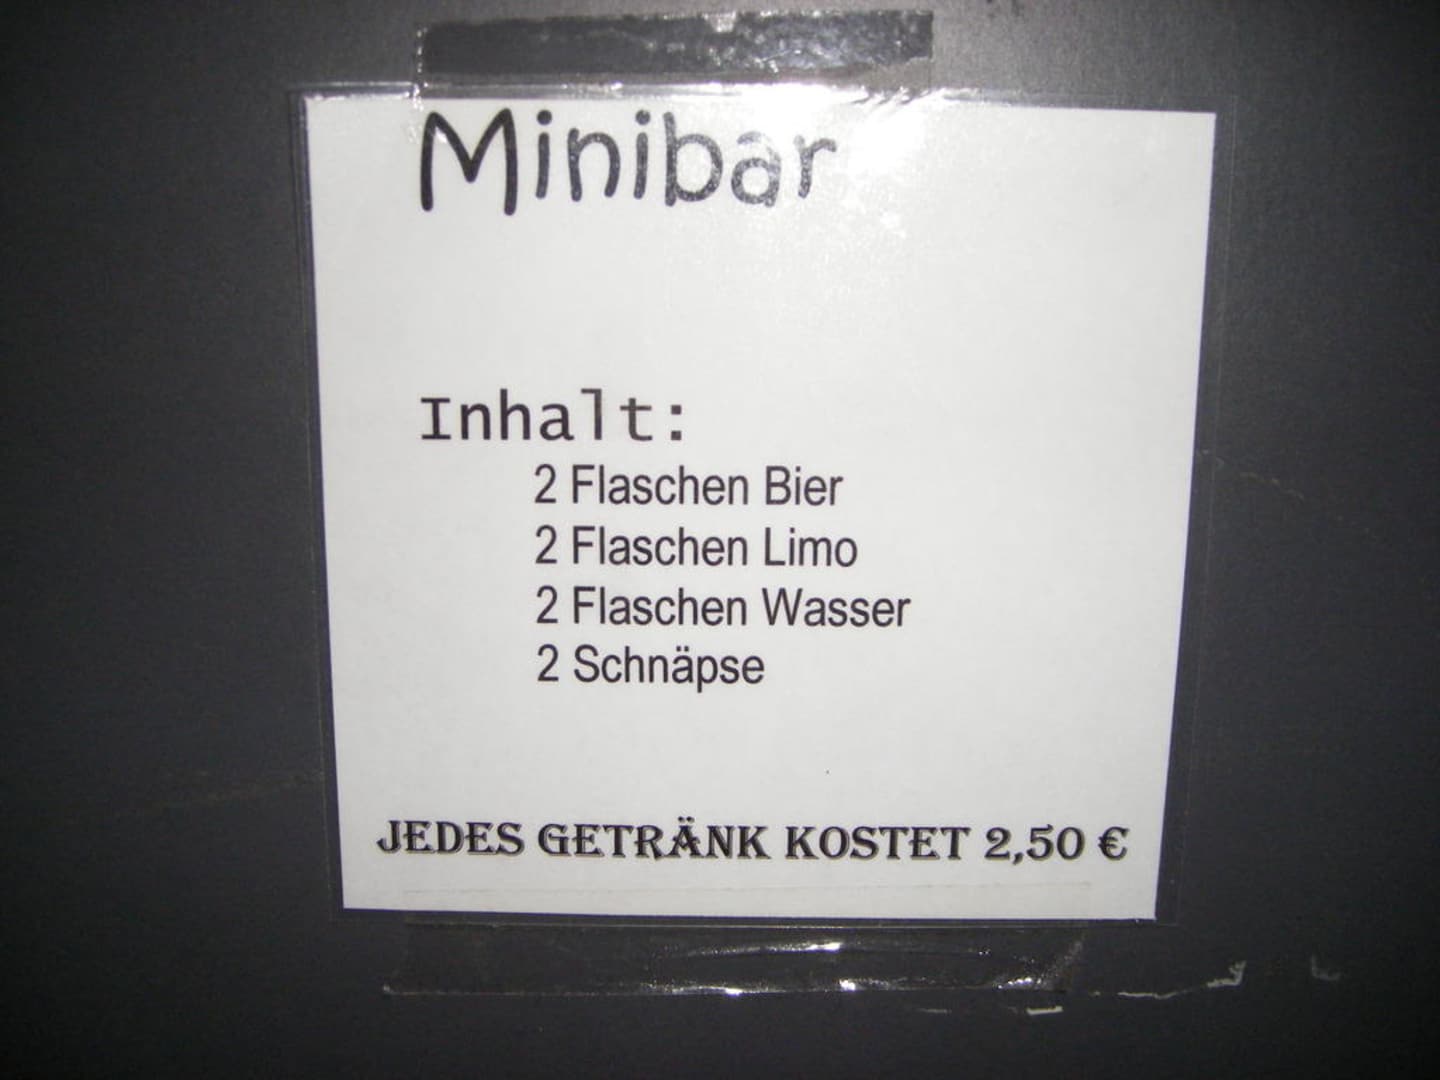 Minibar
Inhalt:
2 Flaschen Bier
2 Flaschen Limo
2 Flaschen Wasser
2 Schnäpse
JEDES GETRÄNK KOSTET 2,50 €